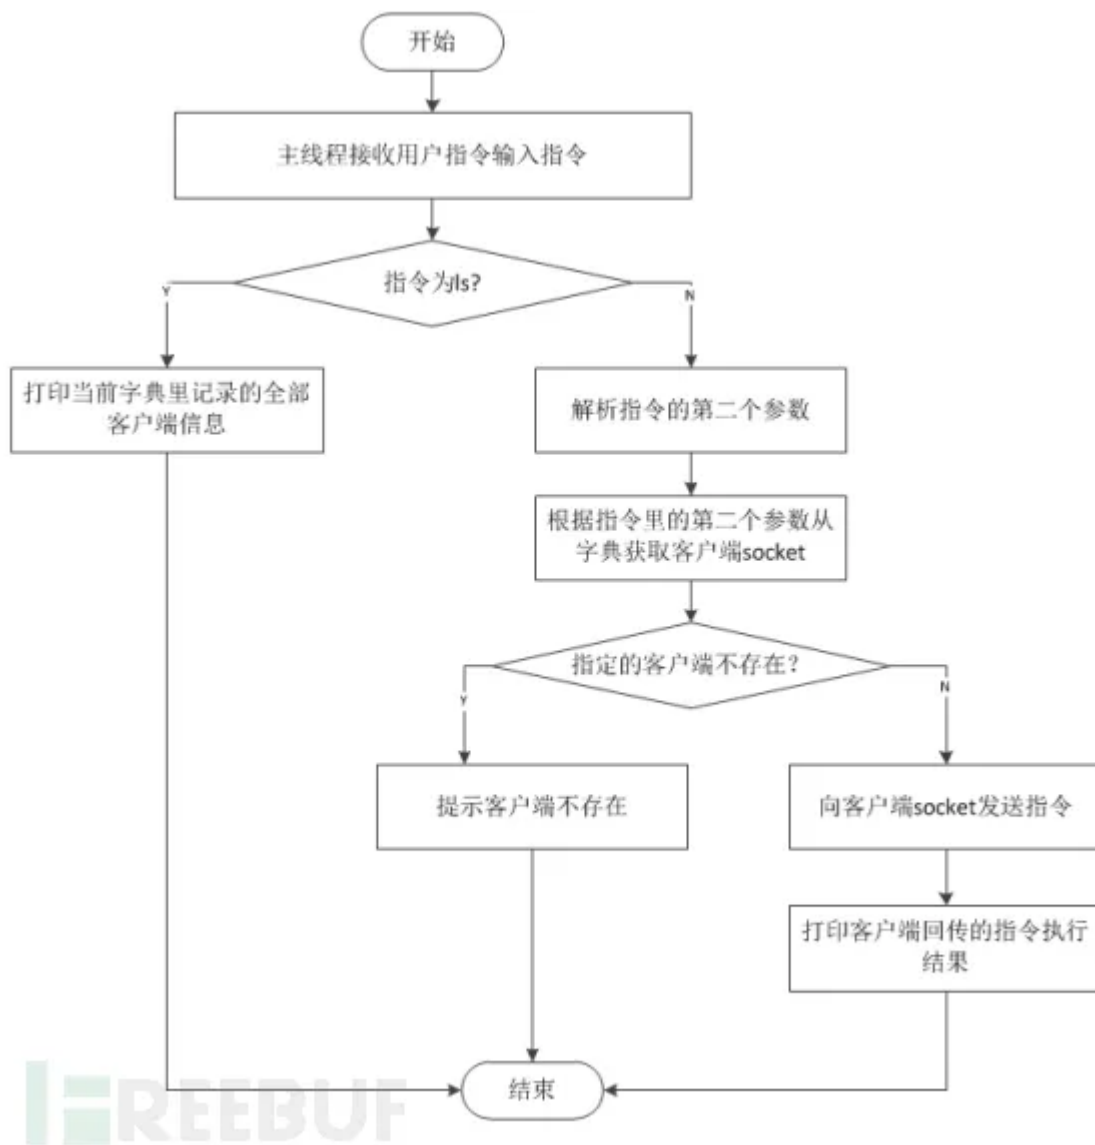 开始
主线程接收用户指令输入指令
指令为ls?
Y
N
打印当前字典里记录的全部
客户端信息
解析指令的第二个参数
根据指令里的第二个参数从
字典获取客户端socket
指定的客户端不存在？
Y
N
提示客户端不存在
向客户端socket发送指令
打印客户端回传的指令执行
结果
结束
FREEBUF